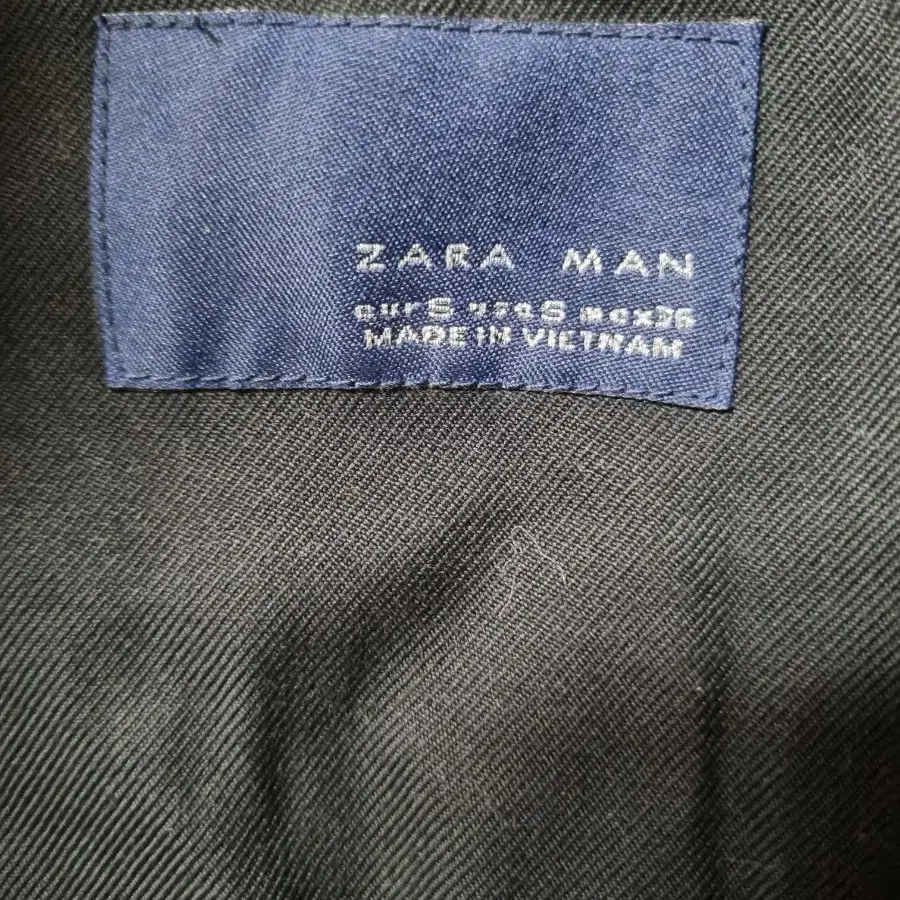 ZARA MAN
eur S usa S mex 36
MADE IN VIETNAM